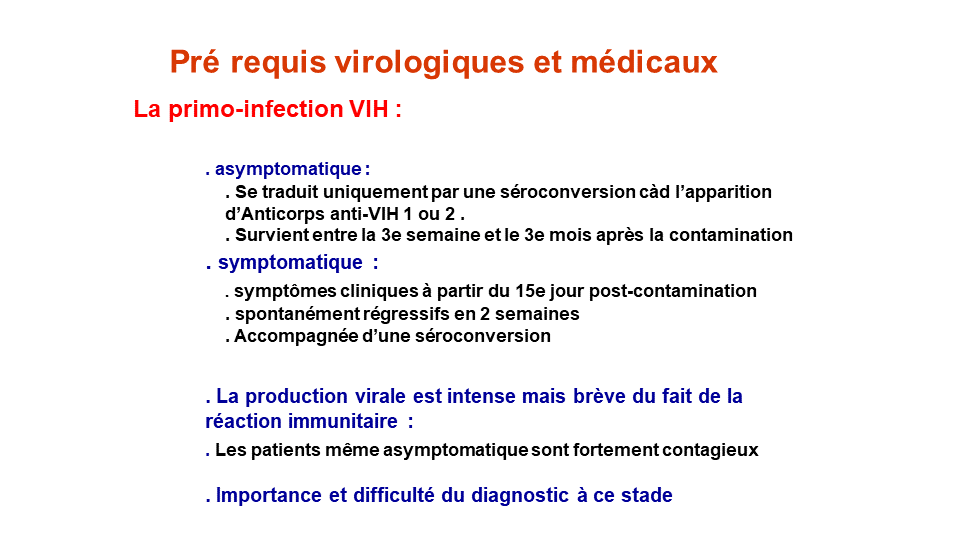 Pré requis virologiques et médicaux
La primo-infection VIH :
. asymptomatique :
. Se traduit uniquement par une séroconversion càd l’apparition
d’Anticorps anti-VIH 1 ou 2 .
. Survient entre la 3e semaine et le 3e mois après la contamination
. symptomatique :
. symptômes cliniques à partir du 15e jour post-contamination
. spontanément régressifs en 2 semaines
. Accompagnée d’une séroconversion
. La production virale est intense mais brève du fait de la
réaction immunitaire :
. Les patients même asymptomatique sont fortement contagieux
. Importance et difficulté du diagnostic à ce stade